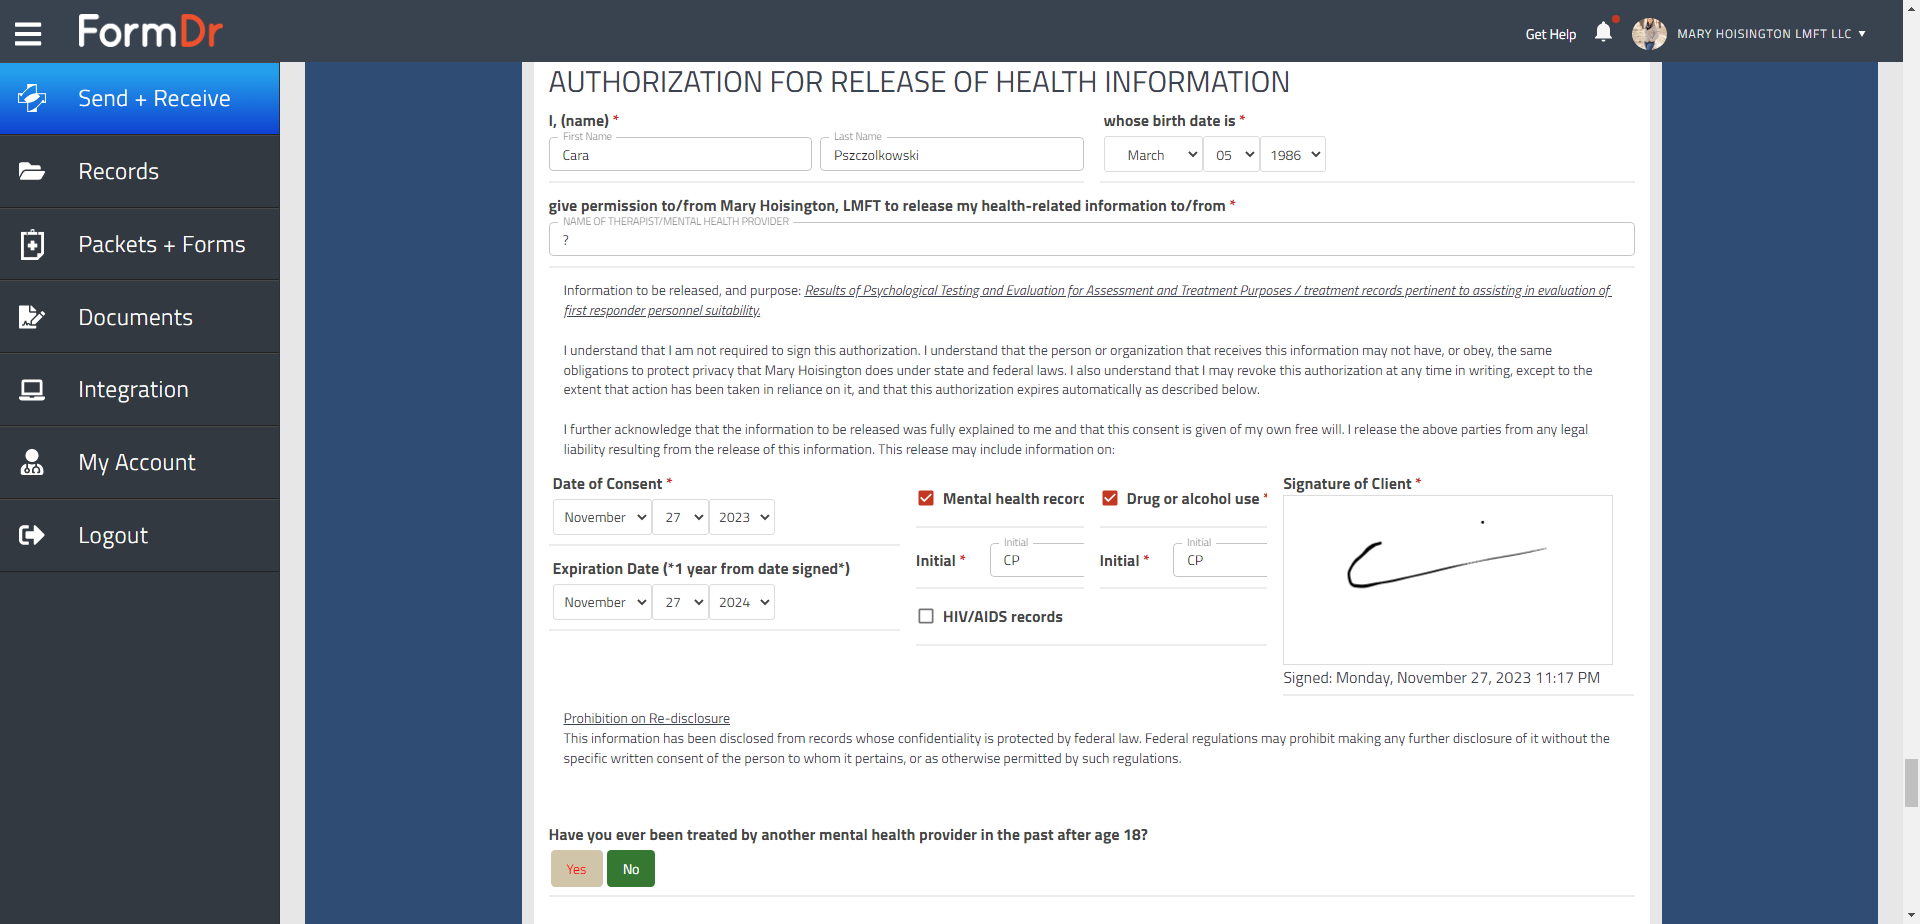 FormDr
Get Help
MARY HOISINGTON LMFT LLC
Send + Receive
Records
Packets + Forms
Documents
Integration
My Account
Logout
AUTHORIZATION FOR RELEASE OF HEALTH INFORMATION
I, (name) *
whose birth date is *
First Name
Last Name
Cara
Pszczolkowski
March 05 1986
give permission to/from Mary Hoisington, LMFT to release my health-related information to/from *
NAME OF THERAPIST/MENTAL HEALTH PROVIDER
?
Information to be released, and purpose: Results of Psychological Testing and Evaluation for Assessment and Treatment Purposes / treatment records pertinent to assisting in evaluation of
first responder personnel suitability.
I understand that I am not required to sign this authorization. I understand that the person or organization that receives this information may not have, or obey, the same
obligations to protect privacy that Mary Hoisington does under state and federal laws. I also understand that I may revoke this authorization at any time in writing, except to the
extent that action has been taken in reliance on it, and that this authorization expires automatically as described below.
I further acknowledge that the information to be released was fully explained to me and that this consent is given of my own free will. I release the above parties from any legal
liability resulting from the release of this information. This release may include information on:
Date of Consent *
November 27 2023
Expiration Date (*1 year from date signed*)
November 27 2024
Mental health record
Drug or alcohol use *
Initial *
Initial
CP
Initial *
Initial
CP
HIV/AIDS records
Signature of Client *
Signed: Monday, November 27, 2023 11:17 PM
Prohibition on Re-disclosure
This information has been disclosed from records whose confidentiality is protected by federal law. Federal regulations may prohibit making any further disclosure of it without the
specific written consent of the person to whom it pertains, or as otherwise permitted by such regulations.
Have you ever been treated by another mental health provider in the past after age 18?
Yes
No